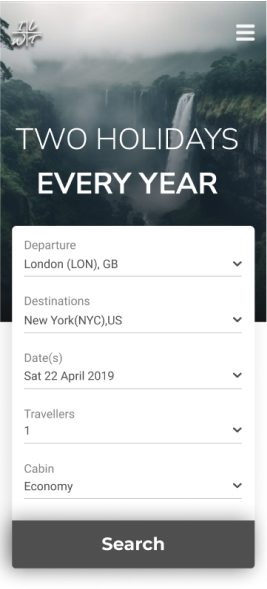 TWO HOLIDAYS
EVERY YEAR
Departure
London (LON), GB
Destinations
New York(NYC),US
Date(s)
Sat 22 April 2019
Travellers
1
Cabin
Economy
Search